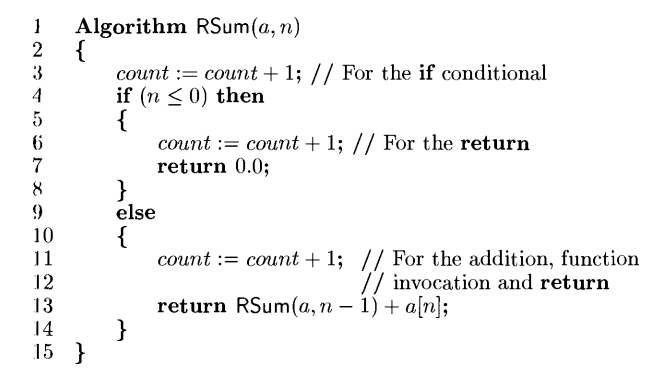 1 Algorithm RSum(a, n)
2 {
3 count := count + 1; // For the if conditional
4 if (n ≤ 0) then
5 {
6 count := count + 1; // For the return
7 return 0.0;
8 }
9 else
10 {
11 count := count + 1; // For the addition, function
12 // invocation and return
13 return RSum(a, n − 1) + a[n];
14 }
15 }